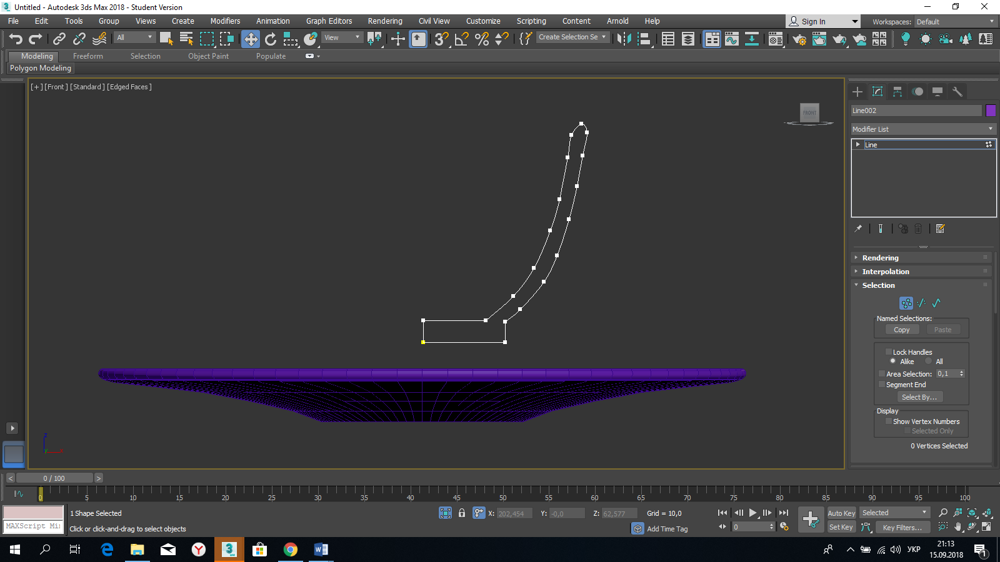 Untitled - Autodesk 3ds Max 2018 - Student Version
File Edit Tools Group Views Create Modifiers Animation Graph Editors Rendering Civil View Customize Scripting Content Arnold Help Sign In Workspaces: Default
All View Create Selection Se
Modeling Freeform Selection Object Paint Populate
Polygon Modeling
[+] [Front ] [Standard ] [Edged Faces ]
FRONT
Line002
Modifier List
Line
Rendering
Interpolation
Selection
Named Selections:
Copy Paste
Lock Handles
Alike All
Area Selection: 0,1
Segment End
Select By...
Display
Show Vertex Numbers
Selected Only
0 Vertices Selected
z
y
< 0 / 100 >
0 5 10 15 20 25 30 35 40 45 50 55 60 65 70 75 80 85 90 95 100
1 Shape Selected X: 202,454 Y: -0,0 Z: 62,577 Grid = 10,0 Auto Key Selected
MAXScript Mi Click or click-and-drag to select objects Add Time Tag 0 Set Key Key Filters...
3 MAX УКР 21:13
15.09.2018 1